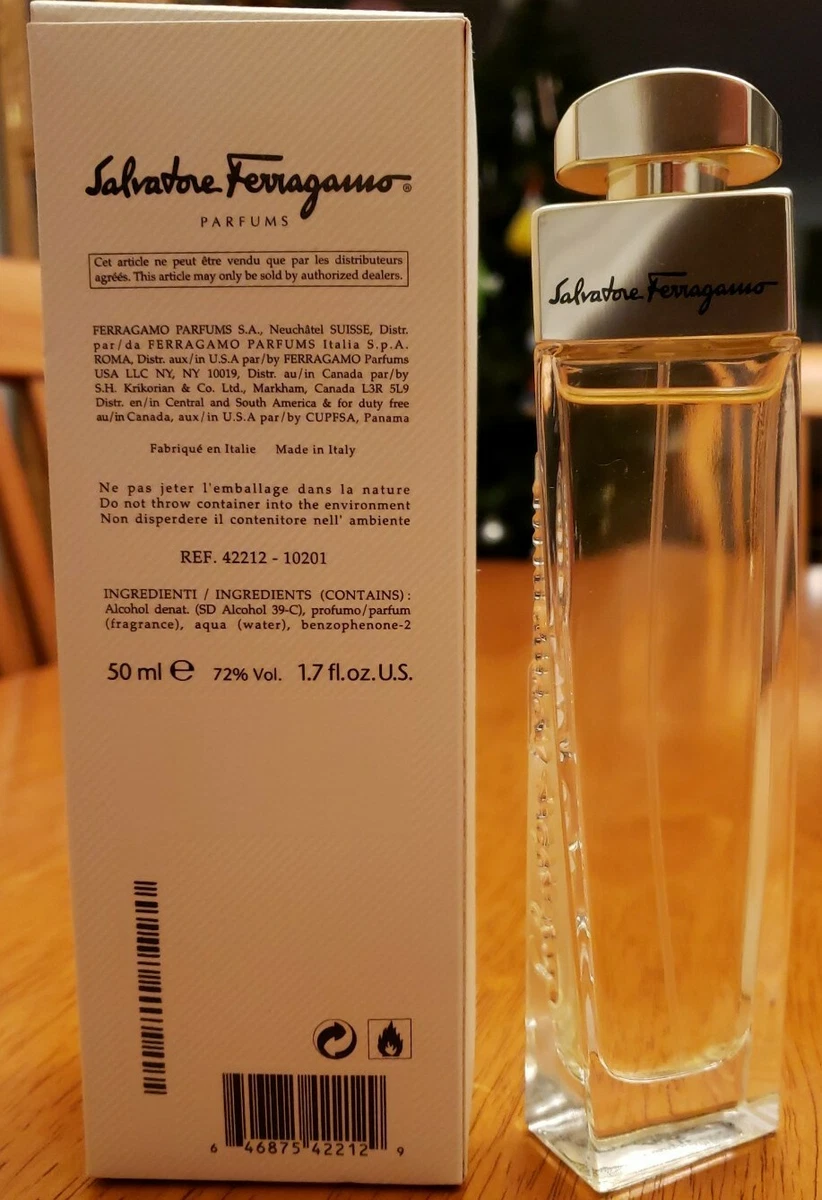 Salvatore Ferragamo®
PARFUMS
Cet article ne peut être vendu que par les distributeurs
agréés. This article may only be sold by authorized dealers.
FERRAGAMO PARFUMS S.A., Neuchâtel SUISSE, Distr.
par/da FERRAGAMO PARFUMS Italia S.p.A.
ROMA, Distr. aux/in U.S.A par/by FERRAGAMO Parfums
USA LLC NY, NY 10019, Distr. au/in Canada par/by
S.H. Krikorian & Co. Ltd., Markham, Canada L3R 5L9
Distr. en/in Central and South America & for duty free
au/in Canada, aux/in U.S.A par/by CUPFSA, Panama
Fabriqué en Italie Made in Italy
Ne pas jeter l'emballage dans la nature
Do not throw container into the environment
Non disperdere il contenitore nell' ambiente
REF. 42212 - 10201
INGREDIENTI / INGREDIENTS (CONTAINS):
Alcohol denat. (SD Alcohol 39-C), profumo/parfum
(fragrance), aqua (water), benzophenone-2
50 ml e 72% Vol. 1.7 fl.oz.U.S.
6 46875 42212 9
Salvatore Ferragamo